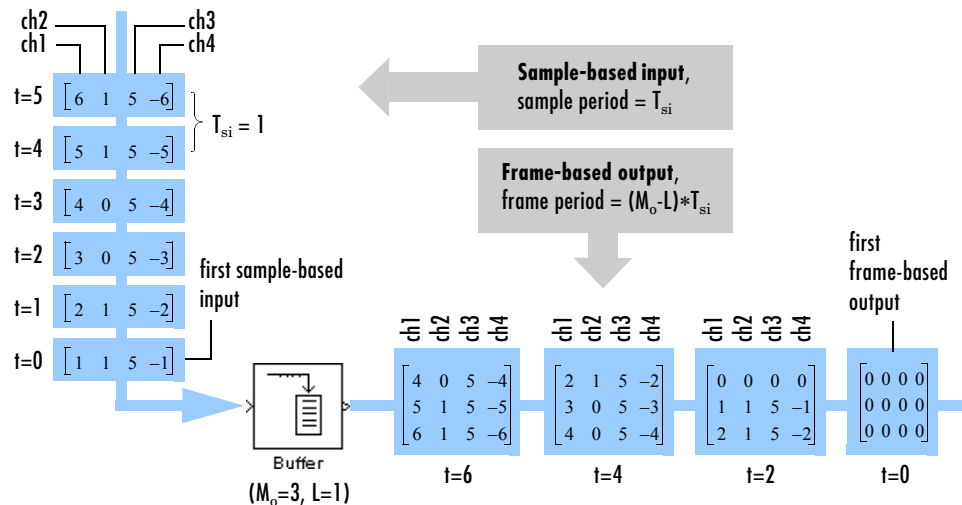 ch2 ch3
ch1 ch4
t=5 [6 1 5 −6]
T_si = 1
t=4 [5 1 5 −5]
t=3 [4 0 5 −4]
t=2 [3 0 5 −3]
t=1 [2 1 5 −2]
t=0 [1 1 5 −1]
first sample-based
input
Sample-based input,
sample period = T_si
Frame-based output,
frame period = (M_o-L)*T_si
first
frame-based
output
Buffer
(M_o=3, L=1)
ch1 ch2 ch3 ch4
4 0 5 −4
5 1 5 −5
6 1 5 −6
t=6
ch1 ch2 ch3 ch4
2 1 5 −2
3 0 5 −3
4 0 5 −4
t=4
ch1 ch2 ch3 ch4
0 0 0 0
1 1 5 −1
2 1 5 −2
t=2
0 0 0 0
0 0 0 0
0 0 0 0
t=0